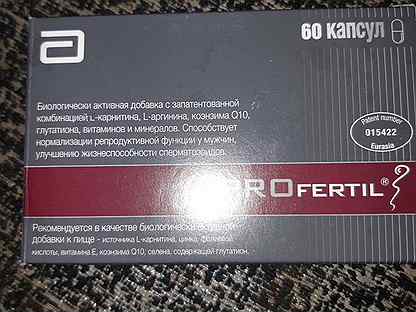 60 капсул
Биологически активная добавка с запатентованной
комбинацией L-карнитина, L-аргинина, коэнзима Q10,
глутатиона, витаминов и минералов. Способствует
нормализации репродуктивной функции у мужчин,
улучшению жизнеспособности сперматозоидов.
Patent number
015422
Eurasia
PROFERTIL®
Рекомендуется в качестве биологически активной
добавки к пище - источника L-карнитина, цинка, фолиевой
кислоты, витамина Е, коэнзима Q10, селена, содержащей глутатион.